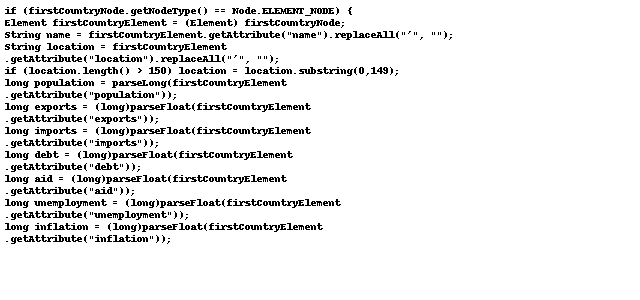 if (firstCountryNode.getNodeType() == Node.ELEMENT_NODE) {
Element firstCountryElement = (Element) firstCountryNode;
String name = firstCountryElement.getAttribute("name").replaceAll("'", "");
String location = firstCountryElement
.getAttribute("location").replaceAll("'", "");
if (location.length() > 150) location = location.substring(0,149);
long population = parseLong(firstCountryElement
.getAttribute("population"));
long exports = (long)parseFloat(firstCountryElement
.getAttribute("exports"));
long imports = (long)parseFloat(firstCountryElement
.getAttribute("imports"));
long debt = (long)parseFloat(firstCountryElement
.getAttribute("debt"));
long aid = (long)parseFloat(firstCountryElement
.getAttribute("aid"));
long unemployment = (long)parseFloat(firstCountryElement
.getAttribute("unemployment"));
long inflation = (long)parseFloat(firstCountryElement
.getAttribute("inflation"));